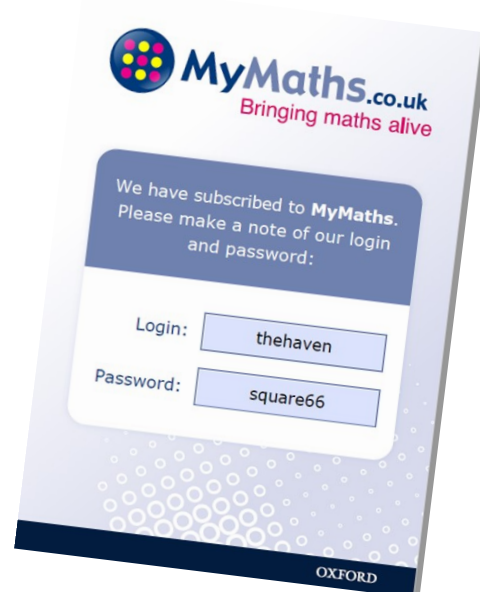 MyMaths.co.uk
Bringing maths alive
We have subscribed to MyMaths.
Please make a note of our login
and password:
Login: thehaven
Password: square66
OXFORD